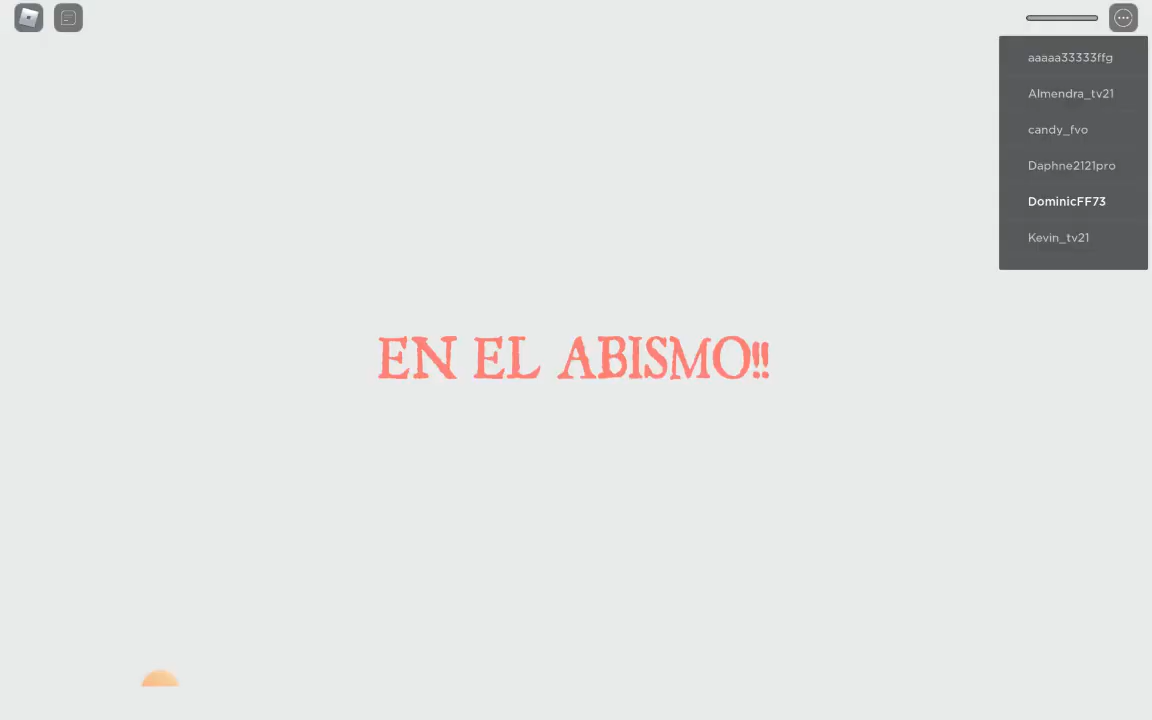 aaaaa33333ffg
Almendra_tv21
candy_fvo
Daphne2121pro
DominicFF73
Kevin_tv21
EN EL ABISMO!!